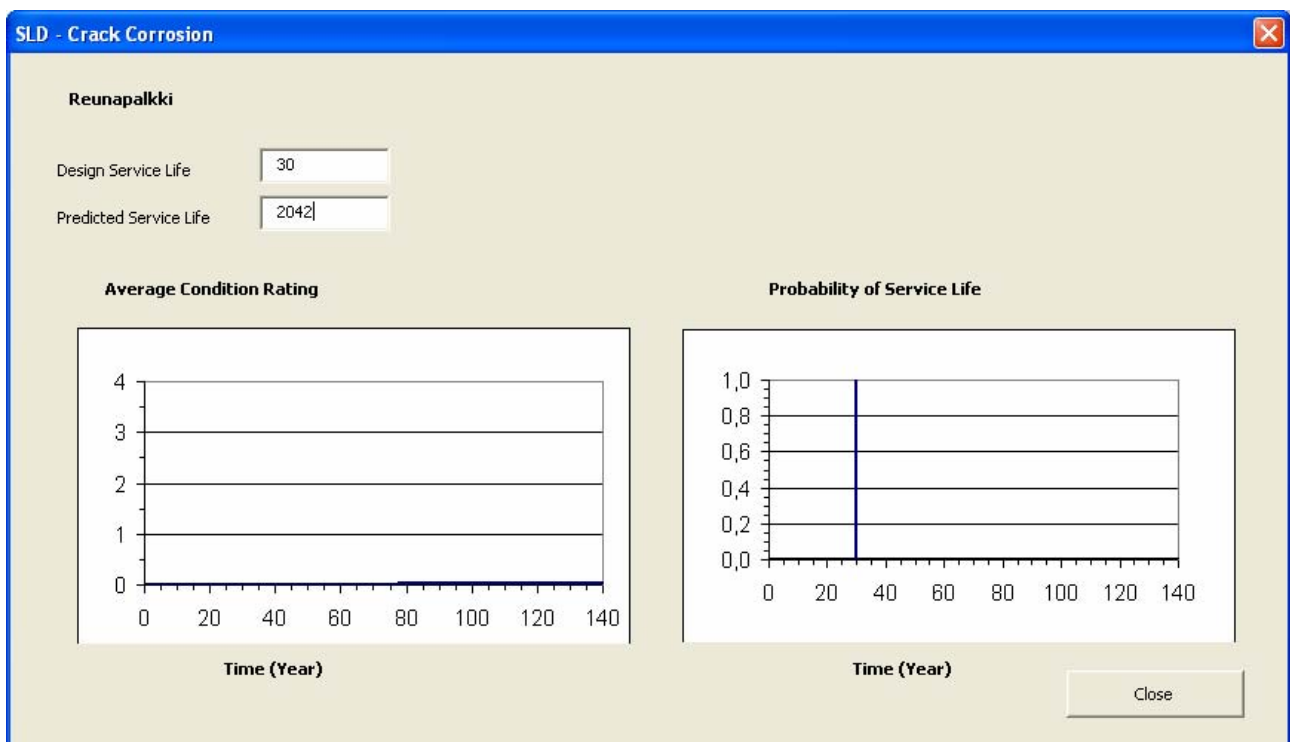 SLD - Crack Corrosion
Reunapalkki
Design Service Life 30
Predicted Service Life 2042
Average Condition Rating
4
3
2
1
0
0 20 40 60 80 100 120 140
Time (Year)
Probability of Service Life
1,0
0,8
0,6
0,4
0,2
0,0
0 20 40 60 80 100 120 140
Time (Year)
Close